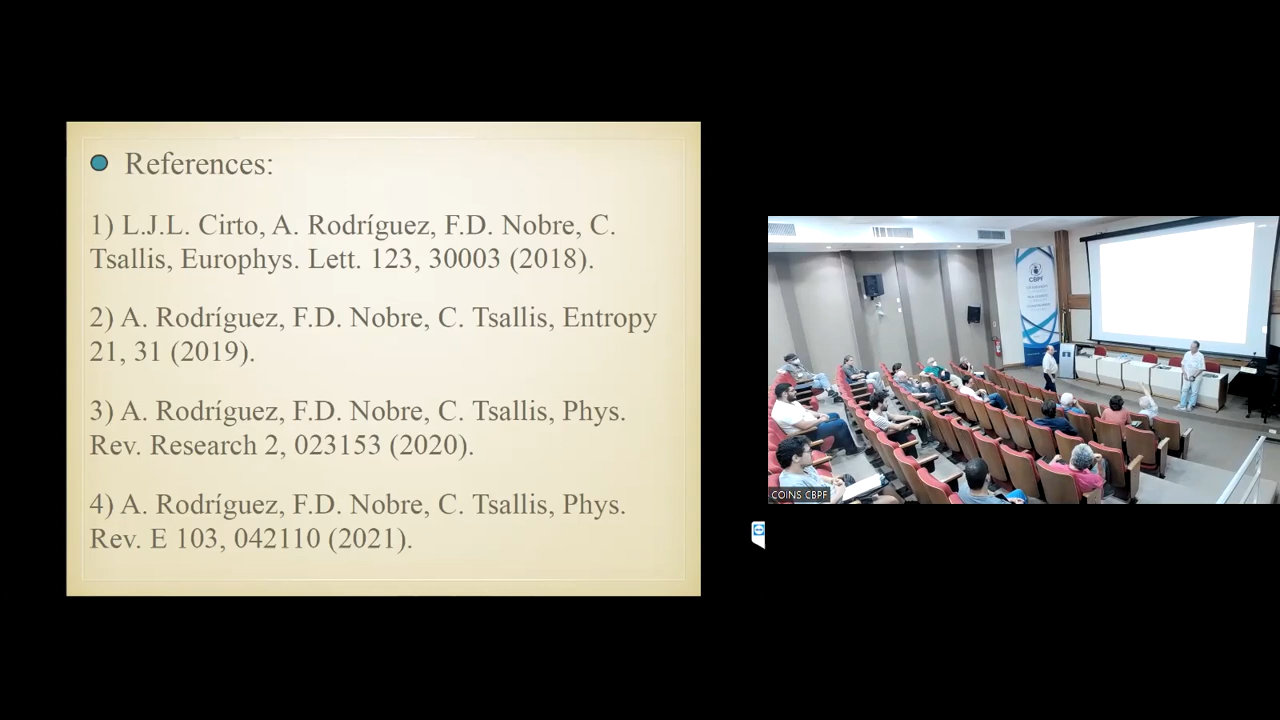 References:
1) L.J.L. Cirto, A. Rodríguez, F.D. Nobre, C.
Tsallis, Europhys. Lett. 123, 30003 (2018).
2) A. Rodríguez, F.D. Nobre, C. Tsallis, Entropy
21, 31 (2019).
3) A. Rodríguez, F.D. Nobre, C. Tsallis, Phys.
Rev. Research 2, 023153 (2020).
4) A. Rodríguez, F.D. Nobre, C. Tsallis, Phys.
Rev. E 103, 042110 (2021).
CBPF
COINS CBPF